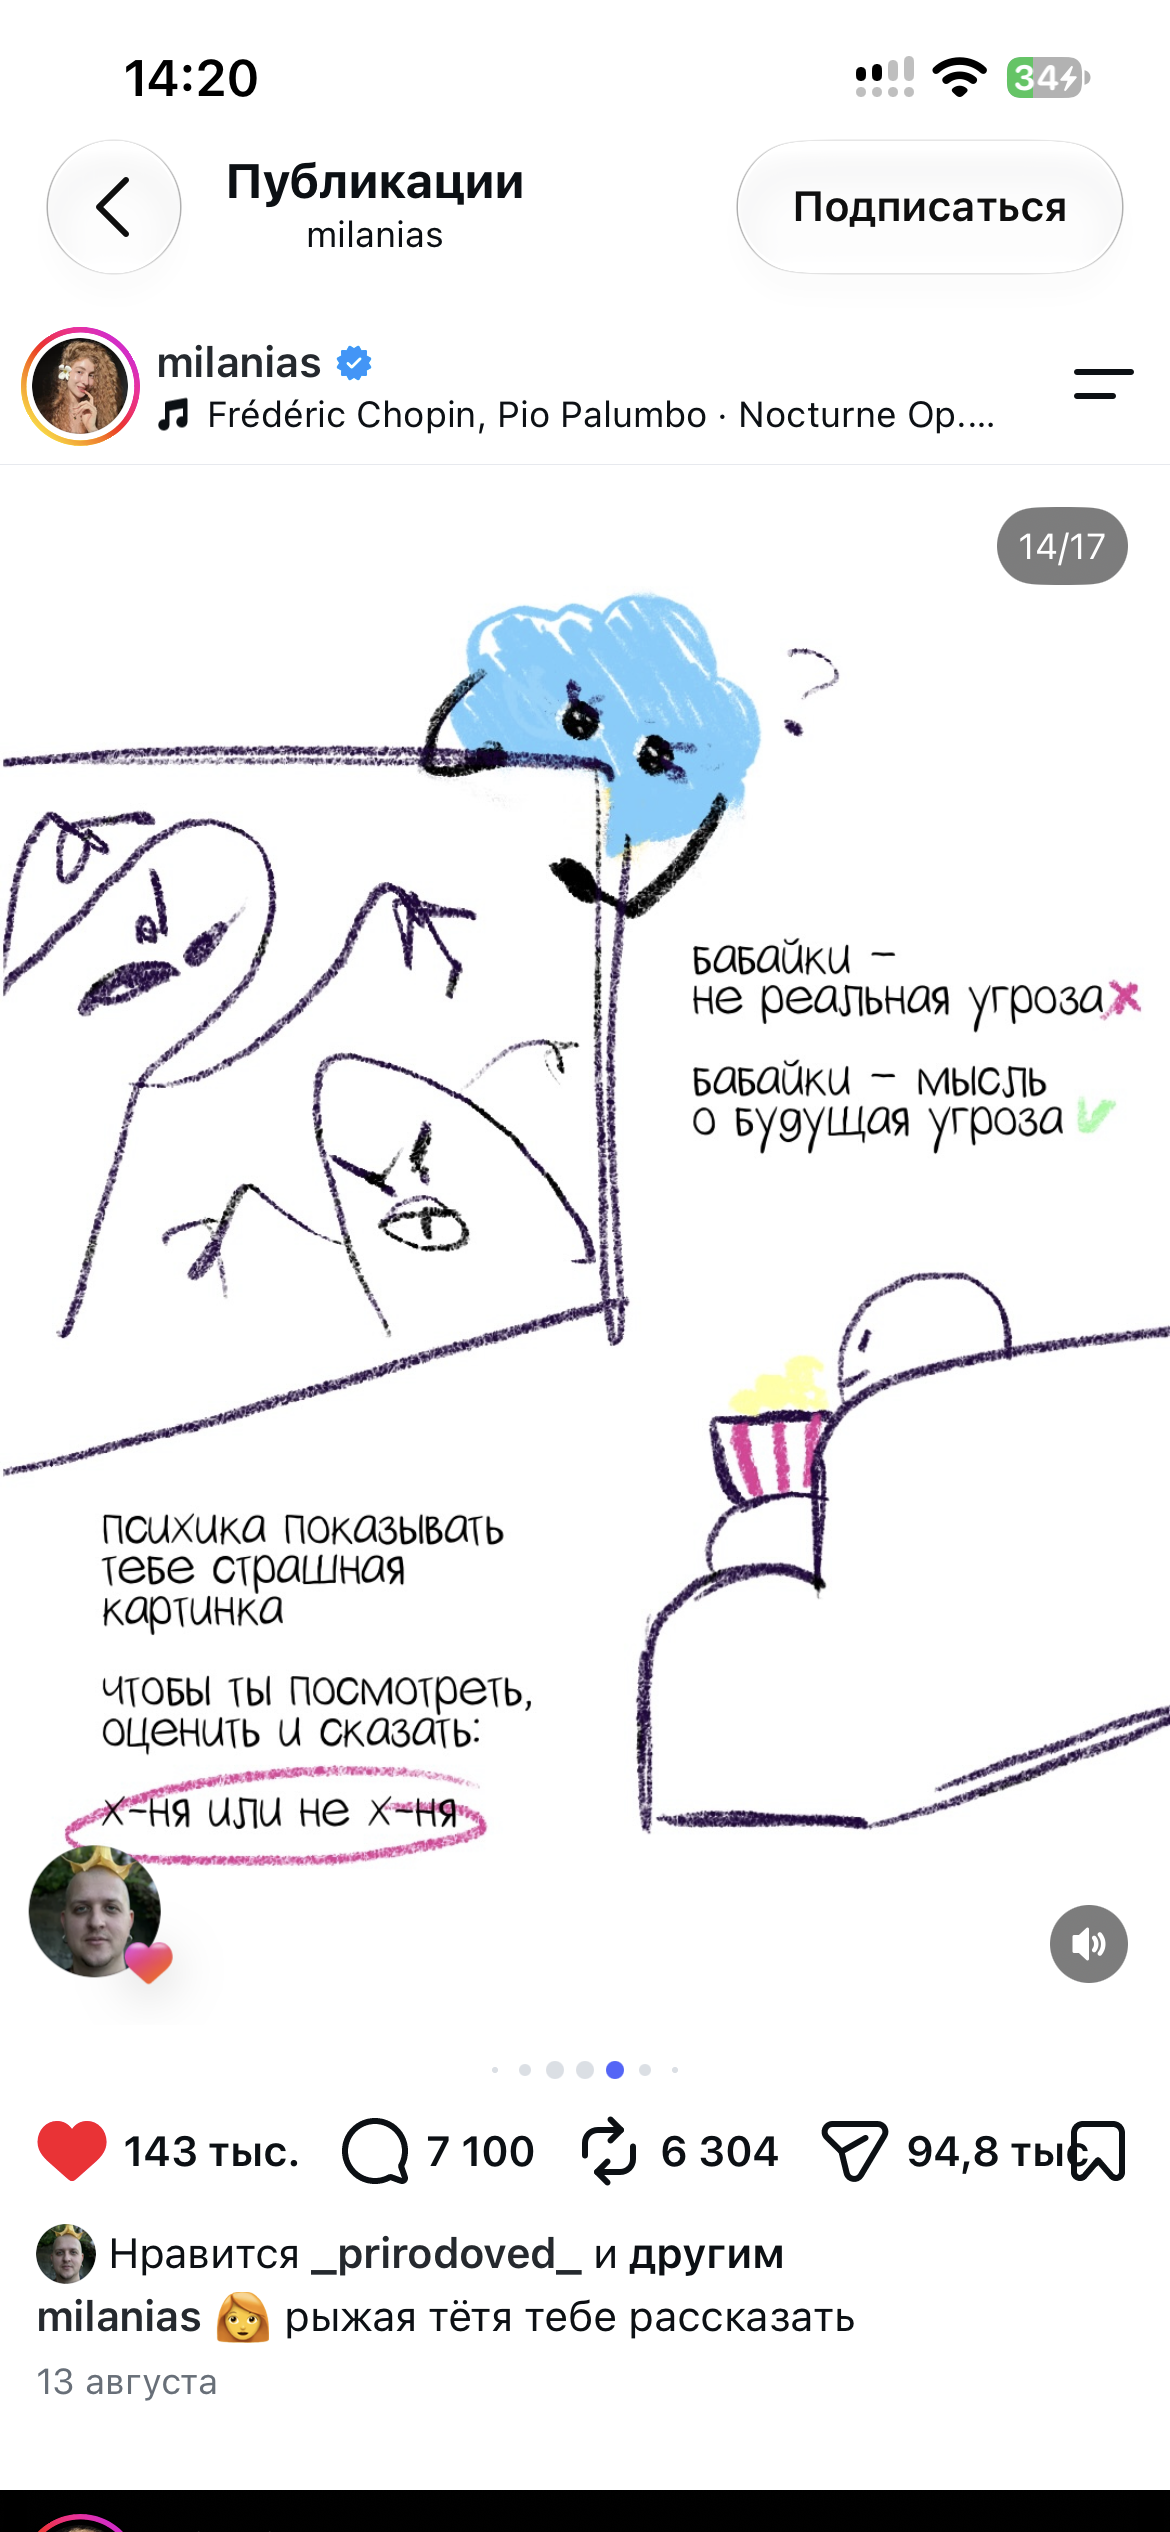 14:20
34
Публикации
milanias
Подписаться
milanias
Frédéric Chopin, Pio Palumbo · Nocturne Op....
14/17
?
бабайки –
не реальная угроза
бабайки – мысль
о будущая угроза
психика показывать
тебе страшная
картинка
чтобы ты посмотреть,
оценить и сказать:
х-ня или не х-ня
143 тыс.
7 100
6 304
94,8 тыс
Нравится _prirodoved_ и другим
milanias рыжая тётя тебе рассказать
13 августа